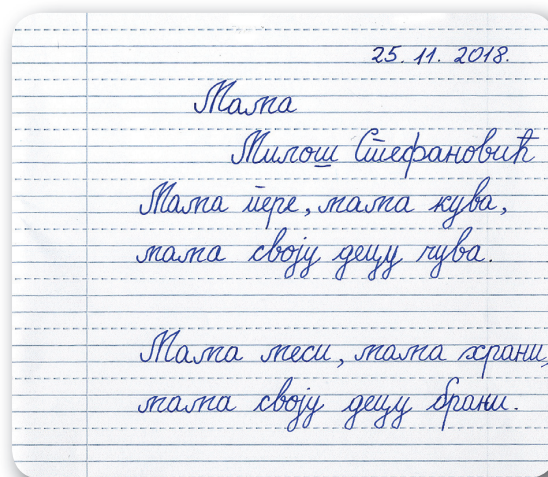 25. 11. 2018.
Мама
Милош Стефановић
Мама пере, мама кува,
мама своју децу чува.
Мама меси, мама храни,
мама своју децу брани.